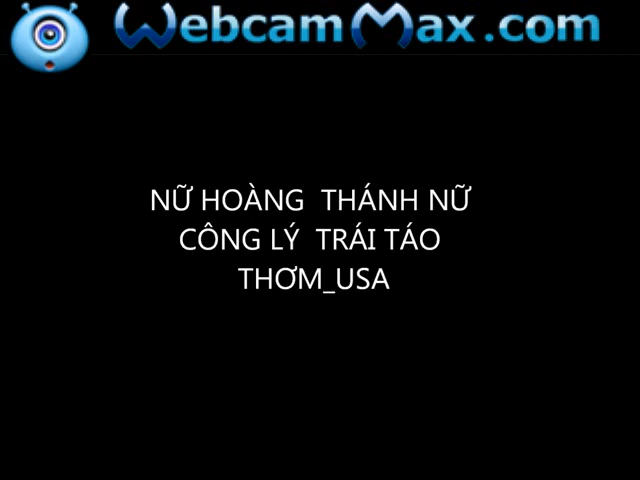 WebcamMax.com
NỮ HOÀNG THÁNH NỮ
CÔNG LÝ TRÁI TÁO
THƠM_USA